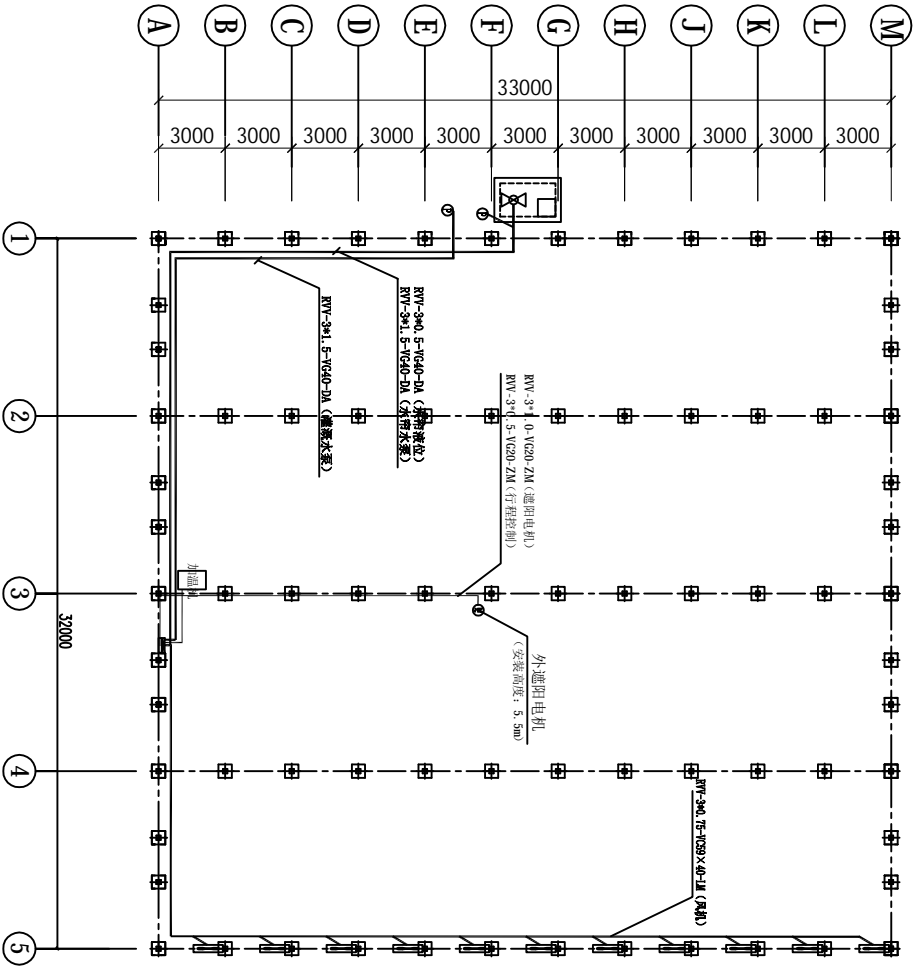 A
B
C
D
E
F
G
H
J
K
L
M
33000
3000
3000
3000
3000
3000
3000
3000
3000
3000
3000
3000
P
P
1
2
3
4
5
32000
RVV-3*0.5-VG40-DA（水帘液位）
RVV-3*1.5-VG40-DA（水帘水泵）
RVV-3*1.5-VG40-DA（灌溉水泵）
RVV-3*1.0-VG20-ZM（遮阳电机）
RVV-3*0.5-VG20-ZM（行程控制）
加温机
M
外遮阳电机
（安装高度：5.5m）
RVV-3*0.75-VC59×40-LM（风机）